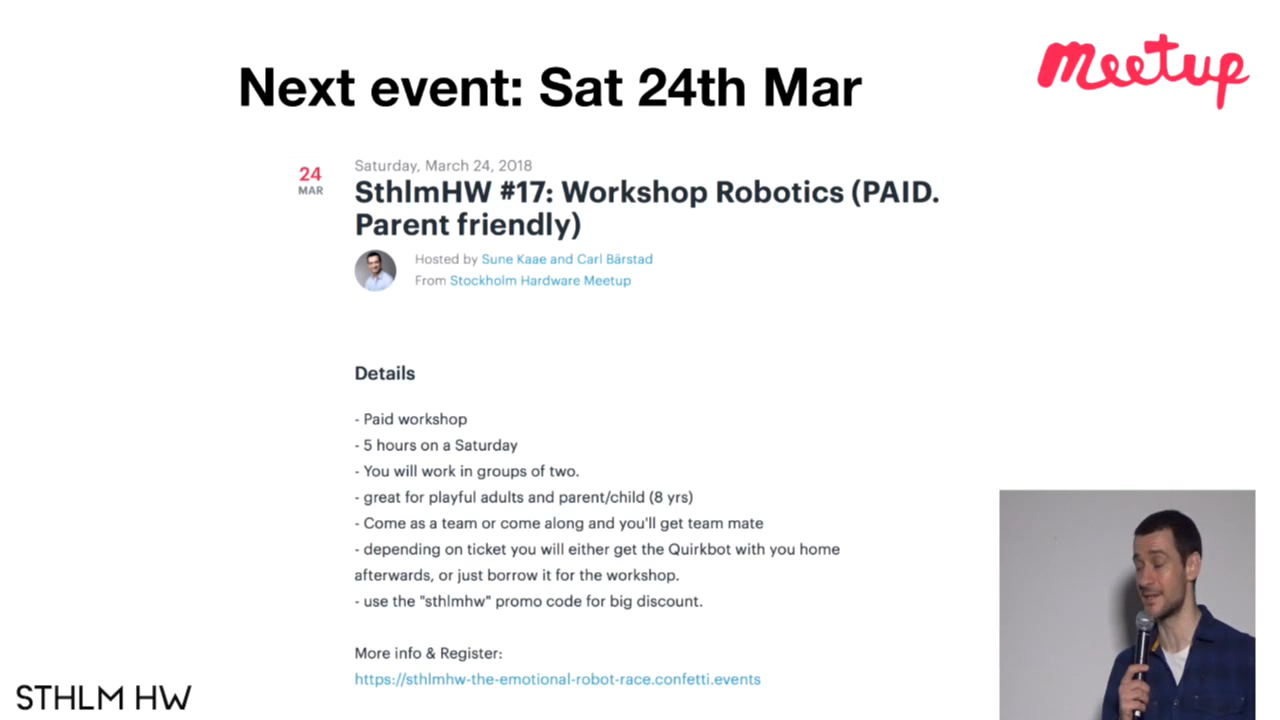 meetup
Next event: Sat 24th Mar
24
MAR
Saturday, March 24, 2018
SthlmHW #17: Workshop Robotics (PAID.
Parent friendly)
Hosted by Sune Kaae and Carl Bärstad
From Stockholm Hardware Meetup
Details
- Paid workshop
- 5 hours on a Saturday
- You will work in groups of two.
- great for playful adults and parent/child (8 yrs)
- Come as a team or come along and you'll get team mate
- depending on ticket you will either get the Quirkbot with you home
afterwards, or just borrow it for the workshop.
- use the "sthlmhw" promo code for big discount.
More info & Register:
https://sthlmhw-the-emotional-robot-race.confetti.events
STHLM HW